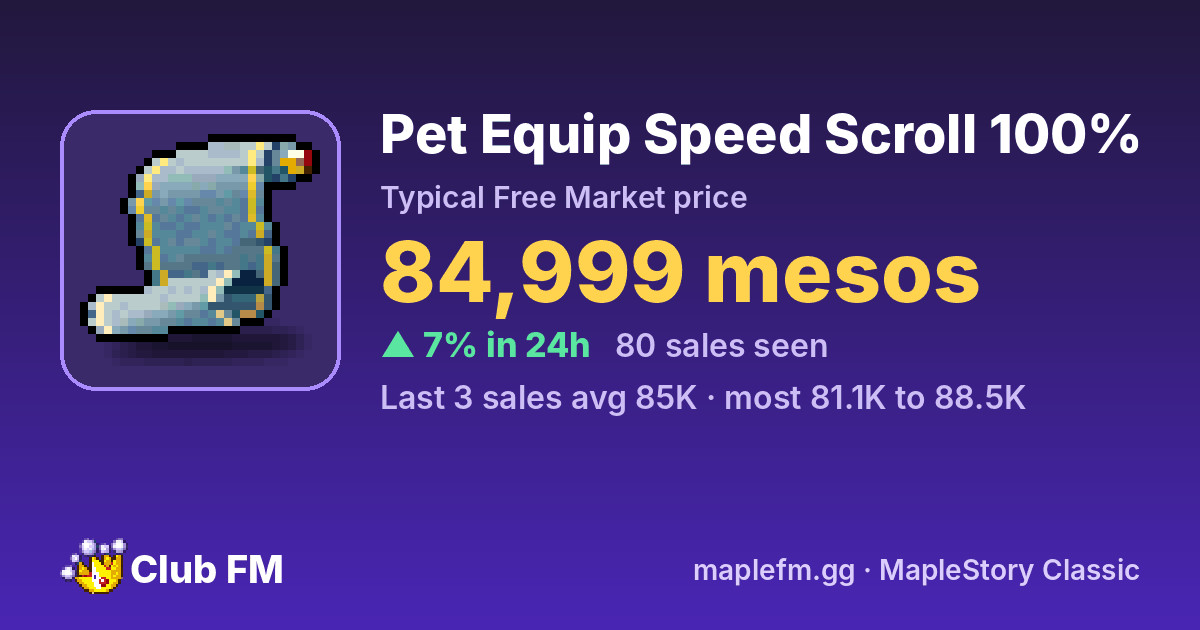 Pet Equip Speed Scroll 100%
Typical Free Market price
84,999 mesos
▲ 7% in 24h 80 sales seen
Last 3 sales avg 85K · most 81.1K to 88.5K
Club FM
maplefm.gg · MapleStory Classic